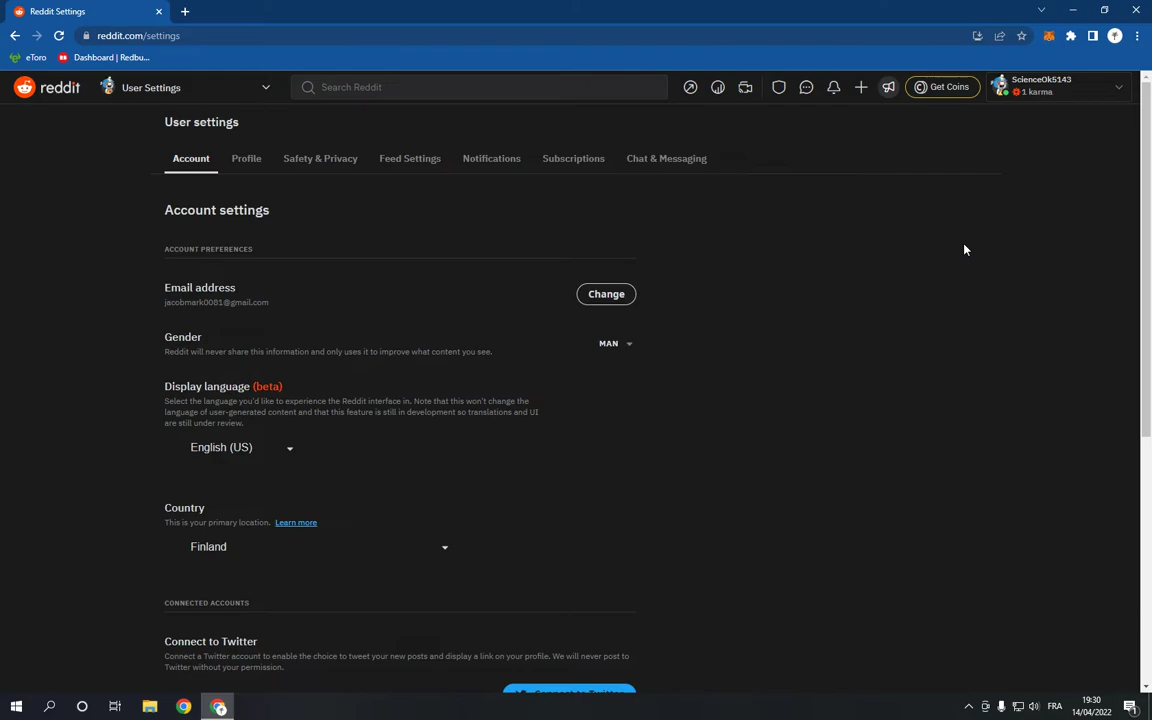 Reddit Settings
reddit.com/settings
eToro
Dashboard | Redbu...
reddit
User Settings
Search Reddit
Get Coins
ScienceOk5143
1 karma
User settings
Account
Profile
Safety & Privacy
Feed Settings
Notifications
Subscriptions
Chat & Messaging
Account settings
ACCOUNT PREFERENCES
Email address
jacobmark0081@gmail.com
Change
Gender
Reddit will never share this information and only uses it to improve what content you see.
MAN
Display language (beta)
Select the language you'd like to experience the Reddit interface in. Note that this won't change the
language of user-generated content and that this feature is still in development so translations and UI
are still under review.
English (US)
Country
This is your primary location. Learn more
Finland
CONNECTED ACCOUNTS
Connect to Twitter
Connect a Twitter account to enable the choice to tweet your new posts and display a link on your profile. We will never post to
Twitter without your permission.
Connect to Twitter
FRA
19:30
14/04/2022
1